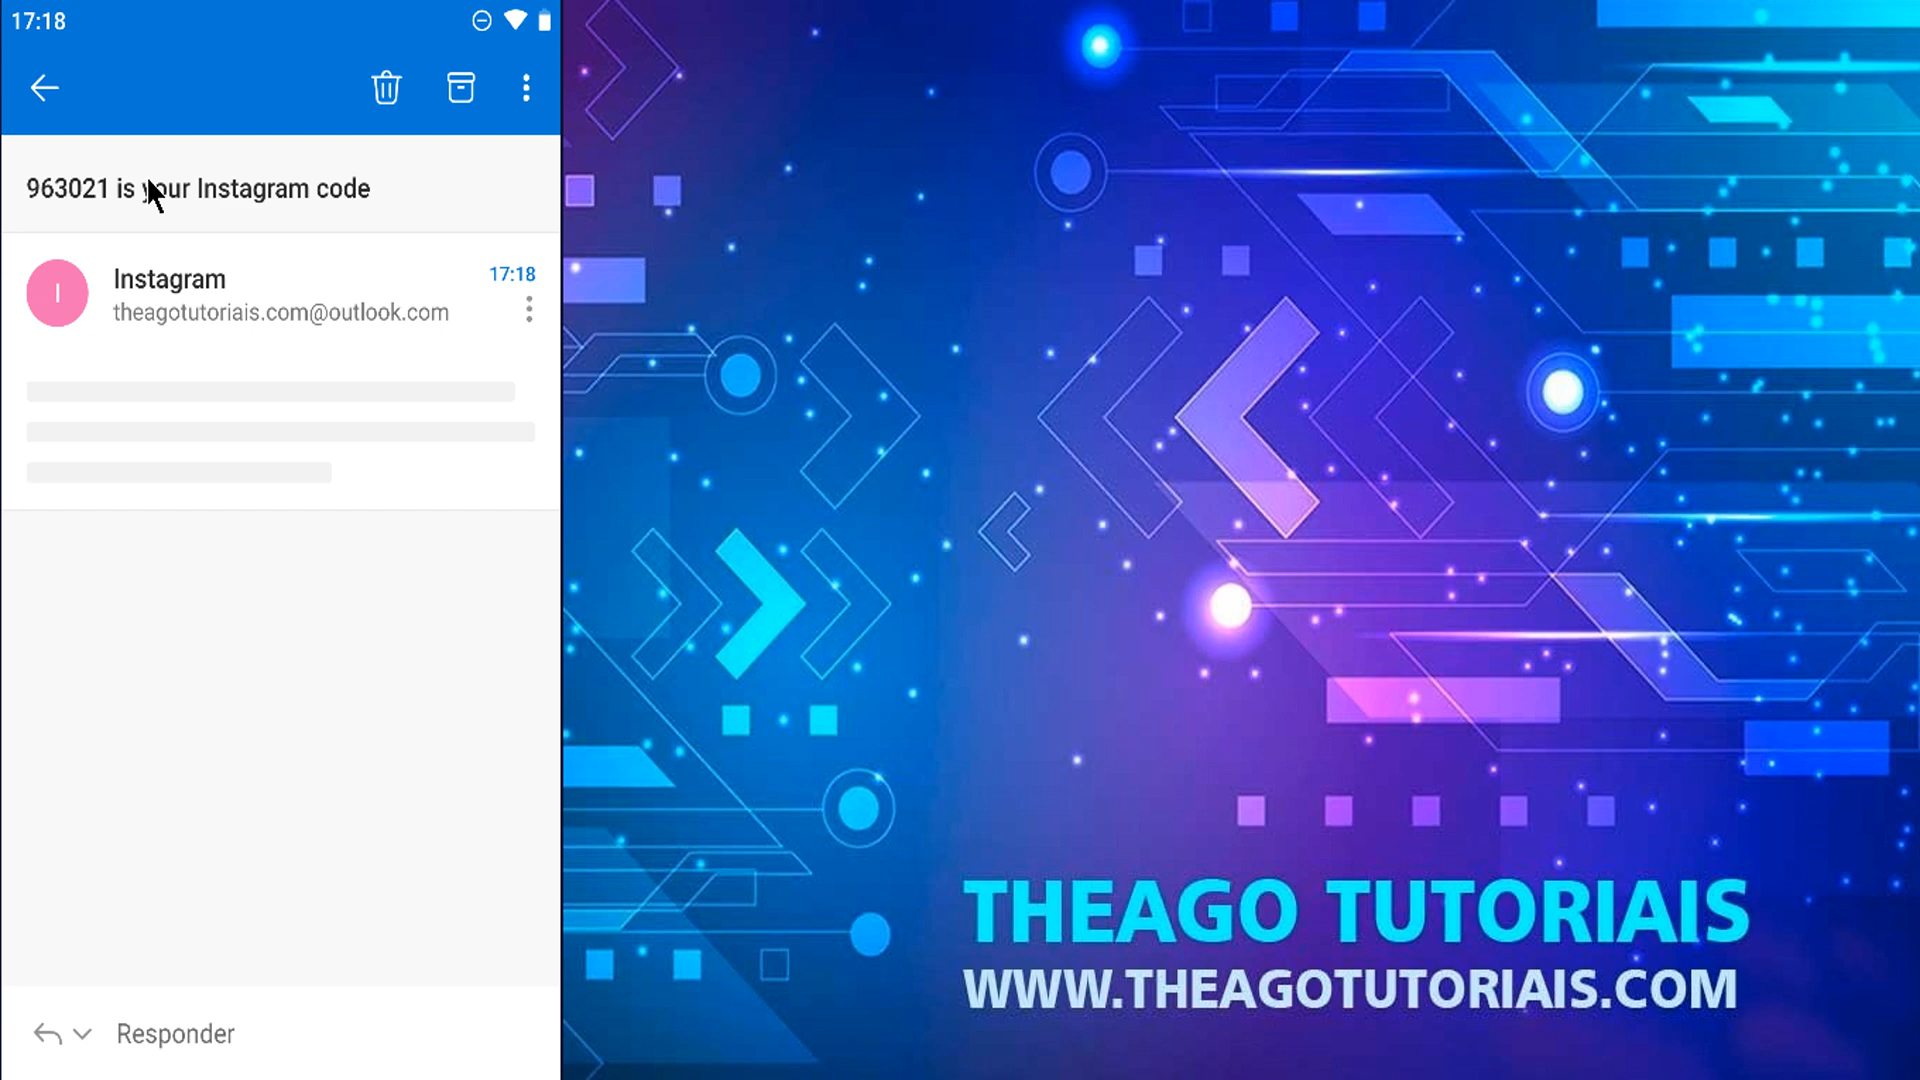 17:18
963021 is your Instagram code
I
Instagram
17:18
theagotutoriais.com@outlook.com
Responder
THEAGO TUTORIAIS
WWW.THEAGOTUTORIAIS.COM